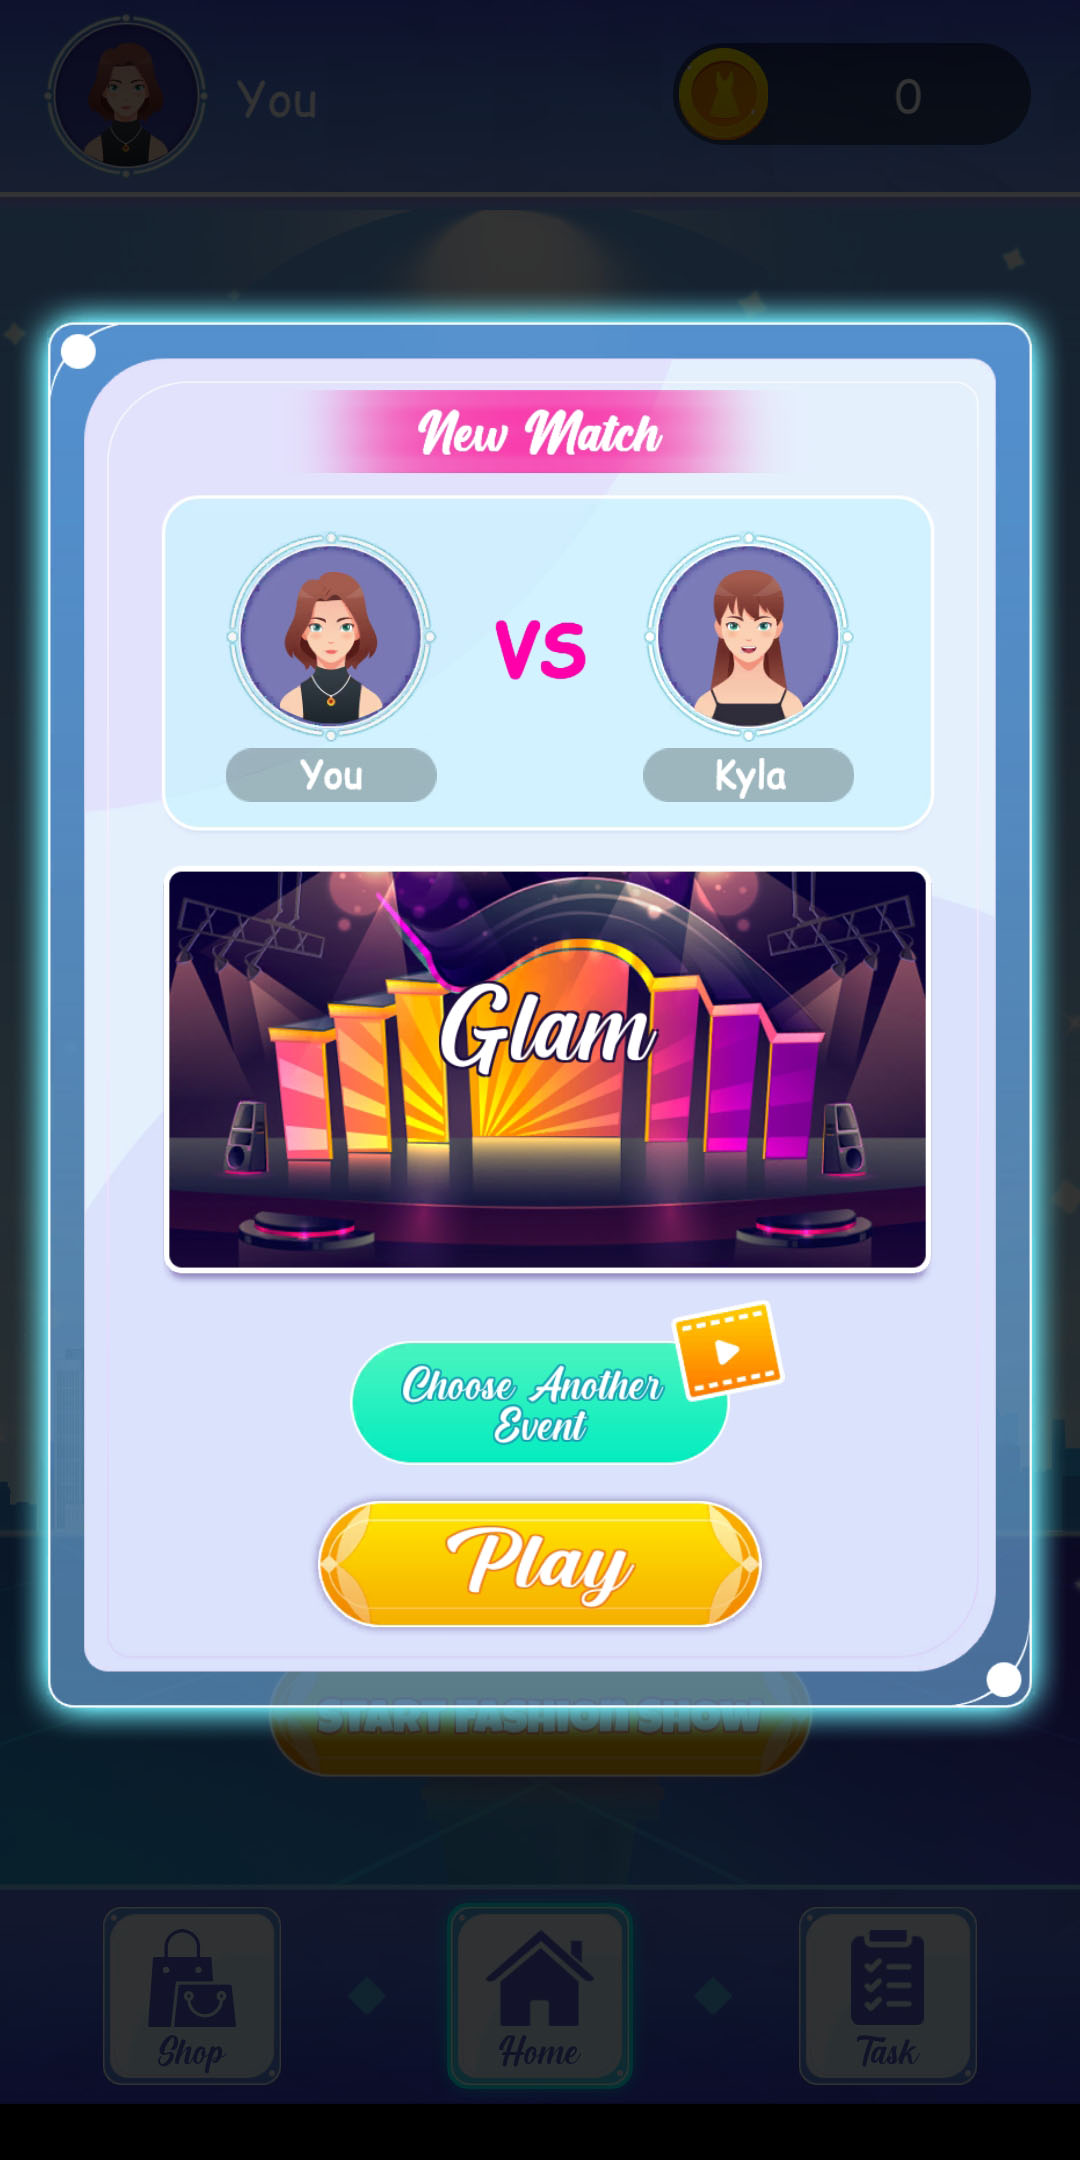 You
0
New Match
VS
You
Kyla
Glam
Choose Another
Event
Play
START FASHION SHOW
Shop
Home
Task